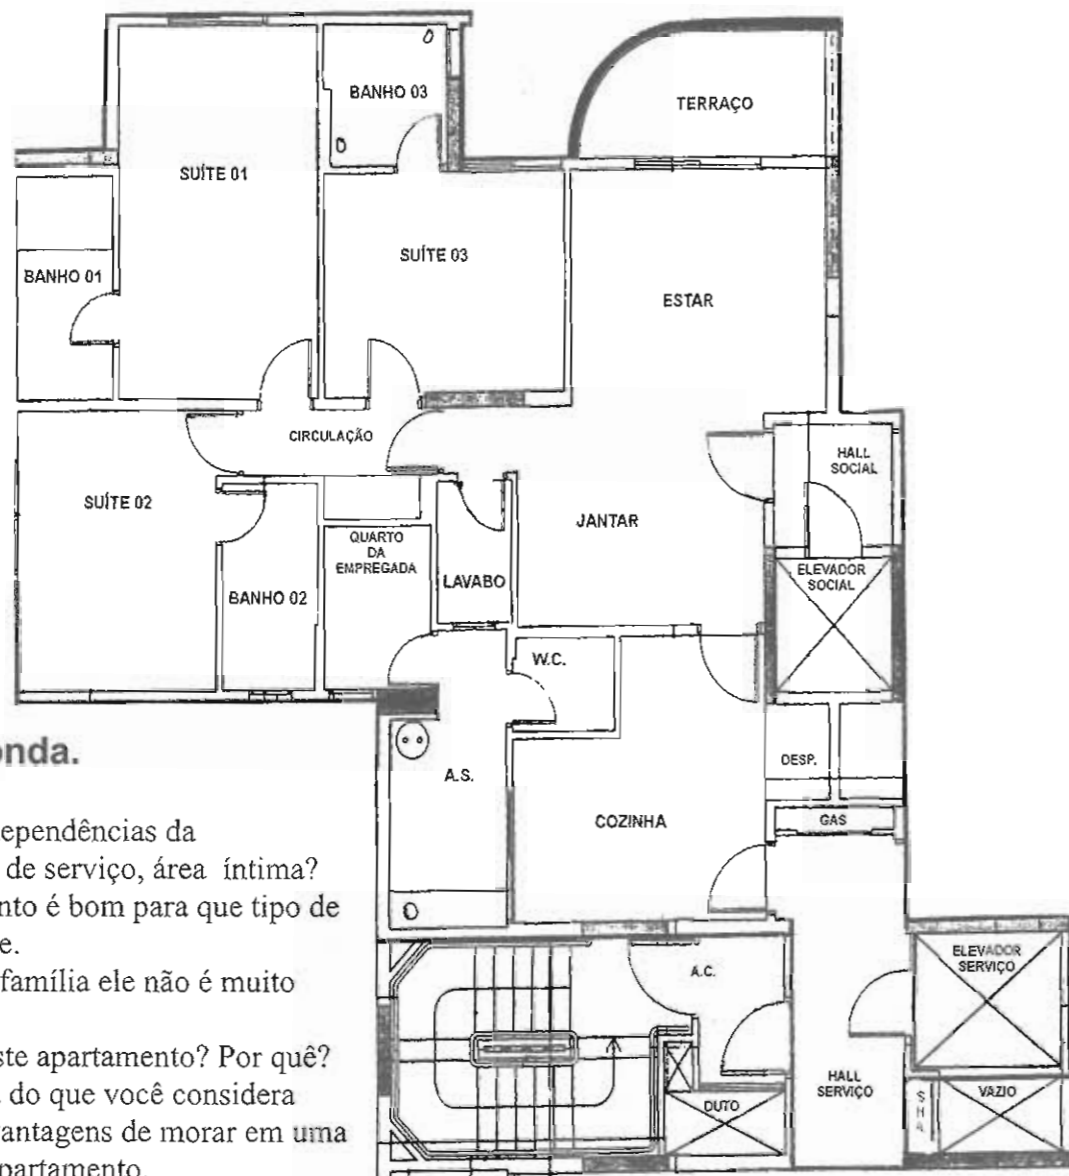 BANHO 03
TERRAÇO
SUÍTE 01
SUÍTE 03
BANHO 01
ESTAR
CIRCULAÇÃO
HALL
SOCIAL
SUÍTE 02
JANTAR
QUARTO
DA
EMPREGADA
LAVABO
ELEVADOR
SOCIAL
BANHO 02
W.C.
A.S.
DESP.
COZINHA
GAS
A.C.
ELEVADOR
SERVIÇO
HALL
SERVIÇO
DUTO
SHA
VAZIO
onda.
ependências da
de serviço, área íntima?
nto é bom para que tipo de
e.
família ele não é muito
ste apartamento? Por quê?
do que você considera
vantagens de morar em uma
partamento.